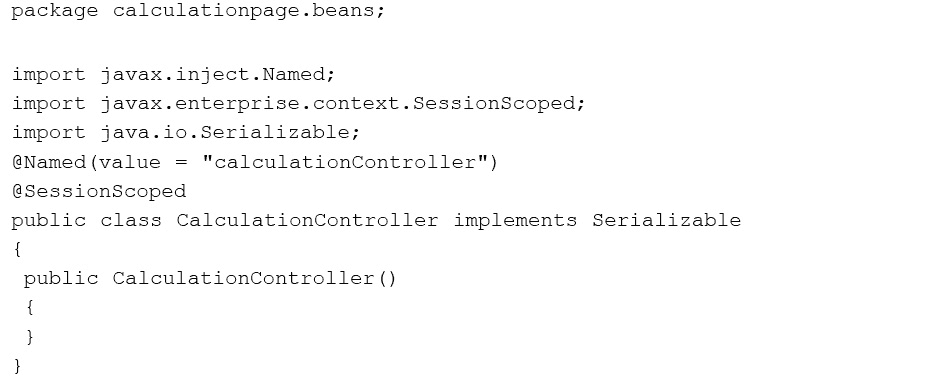 package calculationpage.beans;
import javax.inject.Named;
import javax.enterprise.context.SessionScoped;
import java.io.Serializable;
@Named(value = "calculationController")
@SessionScoped
public class CalculationController implements Serializable
{
public CalculationController()
{
}
}